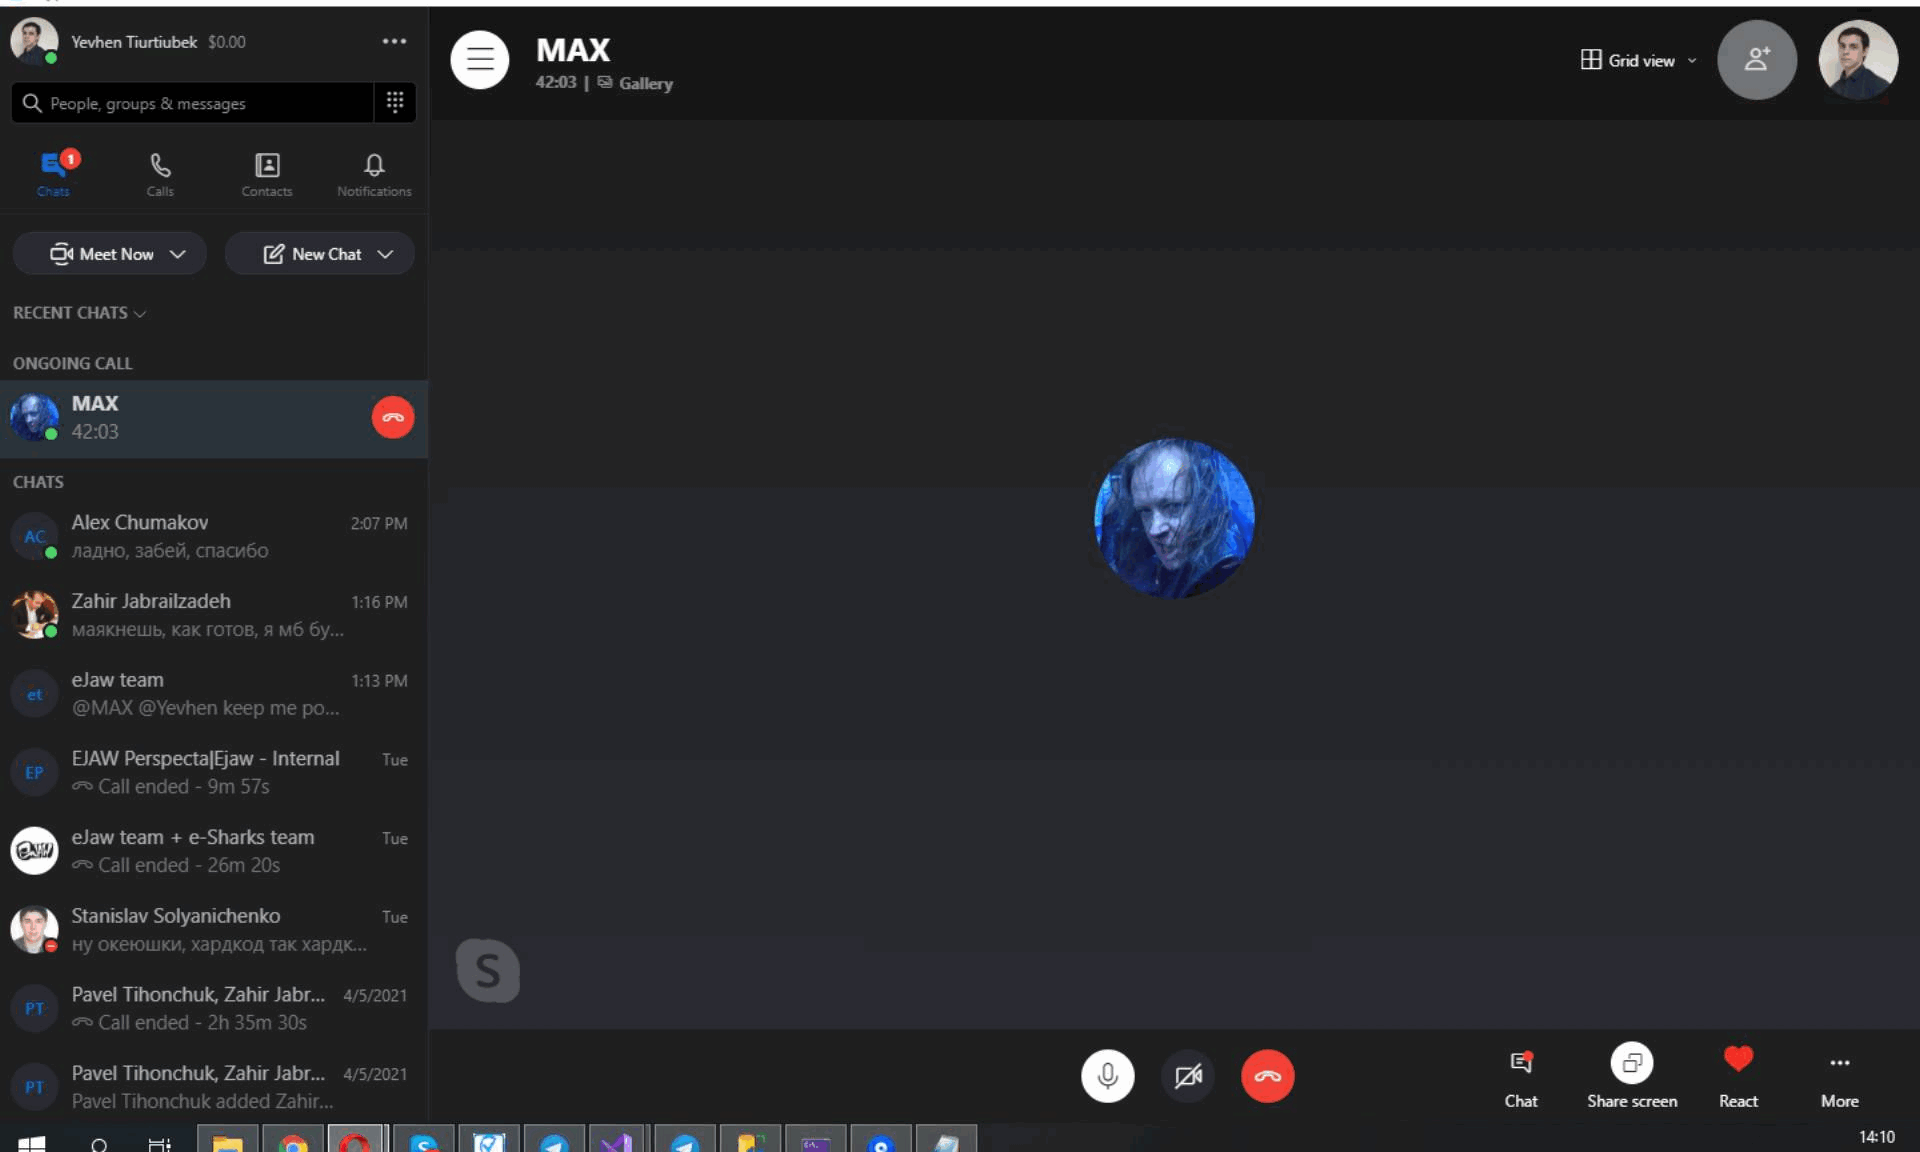 Yevhen Tiurtiubek $0.00
People, groups & messages
1
Chats Calls Contacts Notifications
Meet Now New Chat
RECENT CHATS
ONGOING CALL
MAX
42:03
CHATS
AC Alex Chumakov 2:07 PM
ладно, забей, спасибо
Zahir Jabrailzadeh 1:16 PM
маякнешь, как готов, я мб бу...
et eJaw team 1:13 PM
@MAX @Yevhen keep me po...
EP EJAW Perspecta|Ejaw - Internal Tue
Call ended - 9m 57s
eJaw team + e-Sharks team Tue
Call ended - 26m 20s
Stanislav Solyanichenko Tue
ну океюшки, хардкод так хардк...
PT Pavel Tihonchuk, Zahir Jabr... 4/5/2021
Call ended - 2h 35m 30s
PT Pavel Tihonchuk, Zahir Jabr... 4/5/2021
Pavel Tihonchuk added Zahir...
MAX
42:03 | Gallery
Grid view
S
Chat Share screen React More
14:10